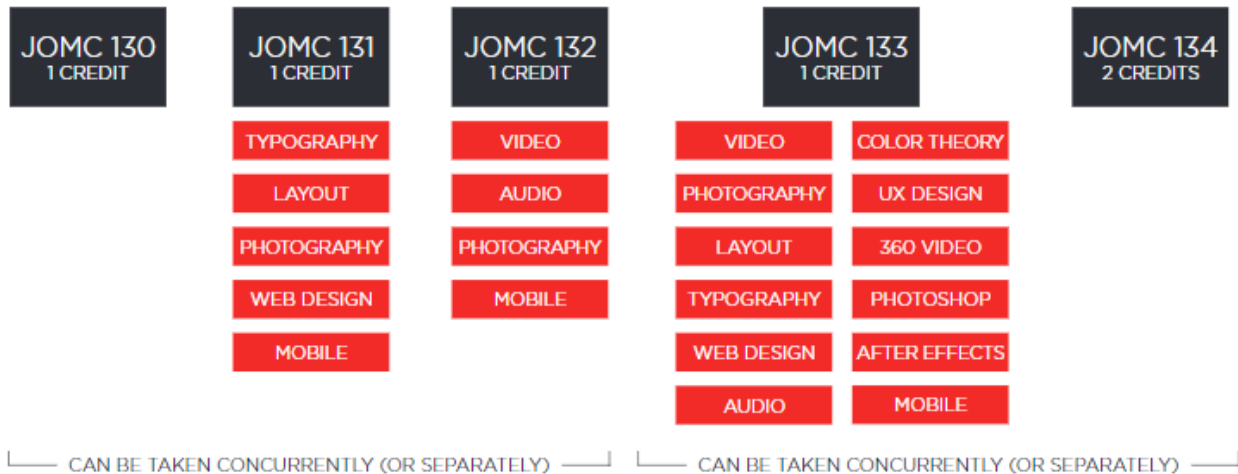 JOMC 130
1 CREDIT
JOMC 131
1 CREDIT
TYPOGRAPHY
LAYOUT
PHOTOGRAPHY
WEB DESIGN
MOBILE
JOMC 132
1 CREDIT
VIDEO
AUDIO
PHOTOGRAPHY
MOBILE
JOMC 133
1 CREDIT
VIDEO
PHOTOGRAPHY
LAYOUT
TYPOGRAPHY
WEB DESIGN
AUDIO
COLOR THEORY
UX DESIGN
360 VIDEO
PHOTOSHOP
AFTER EFFECTS
MOBILE
JOMC 134
2 CREDITS
CAN BE TAKEN CONCURRENTLY (OR SEPARATELY)
CAN BE TAKEN CONCURRENTLY (OR SEPARATELY)